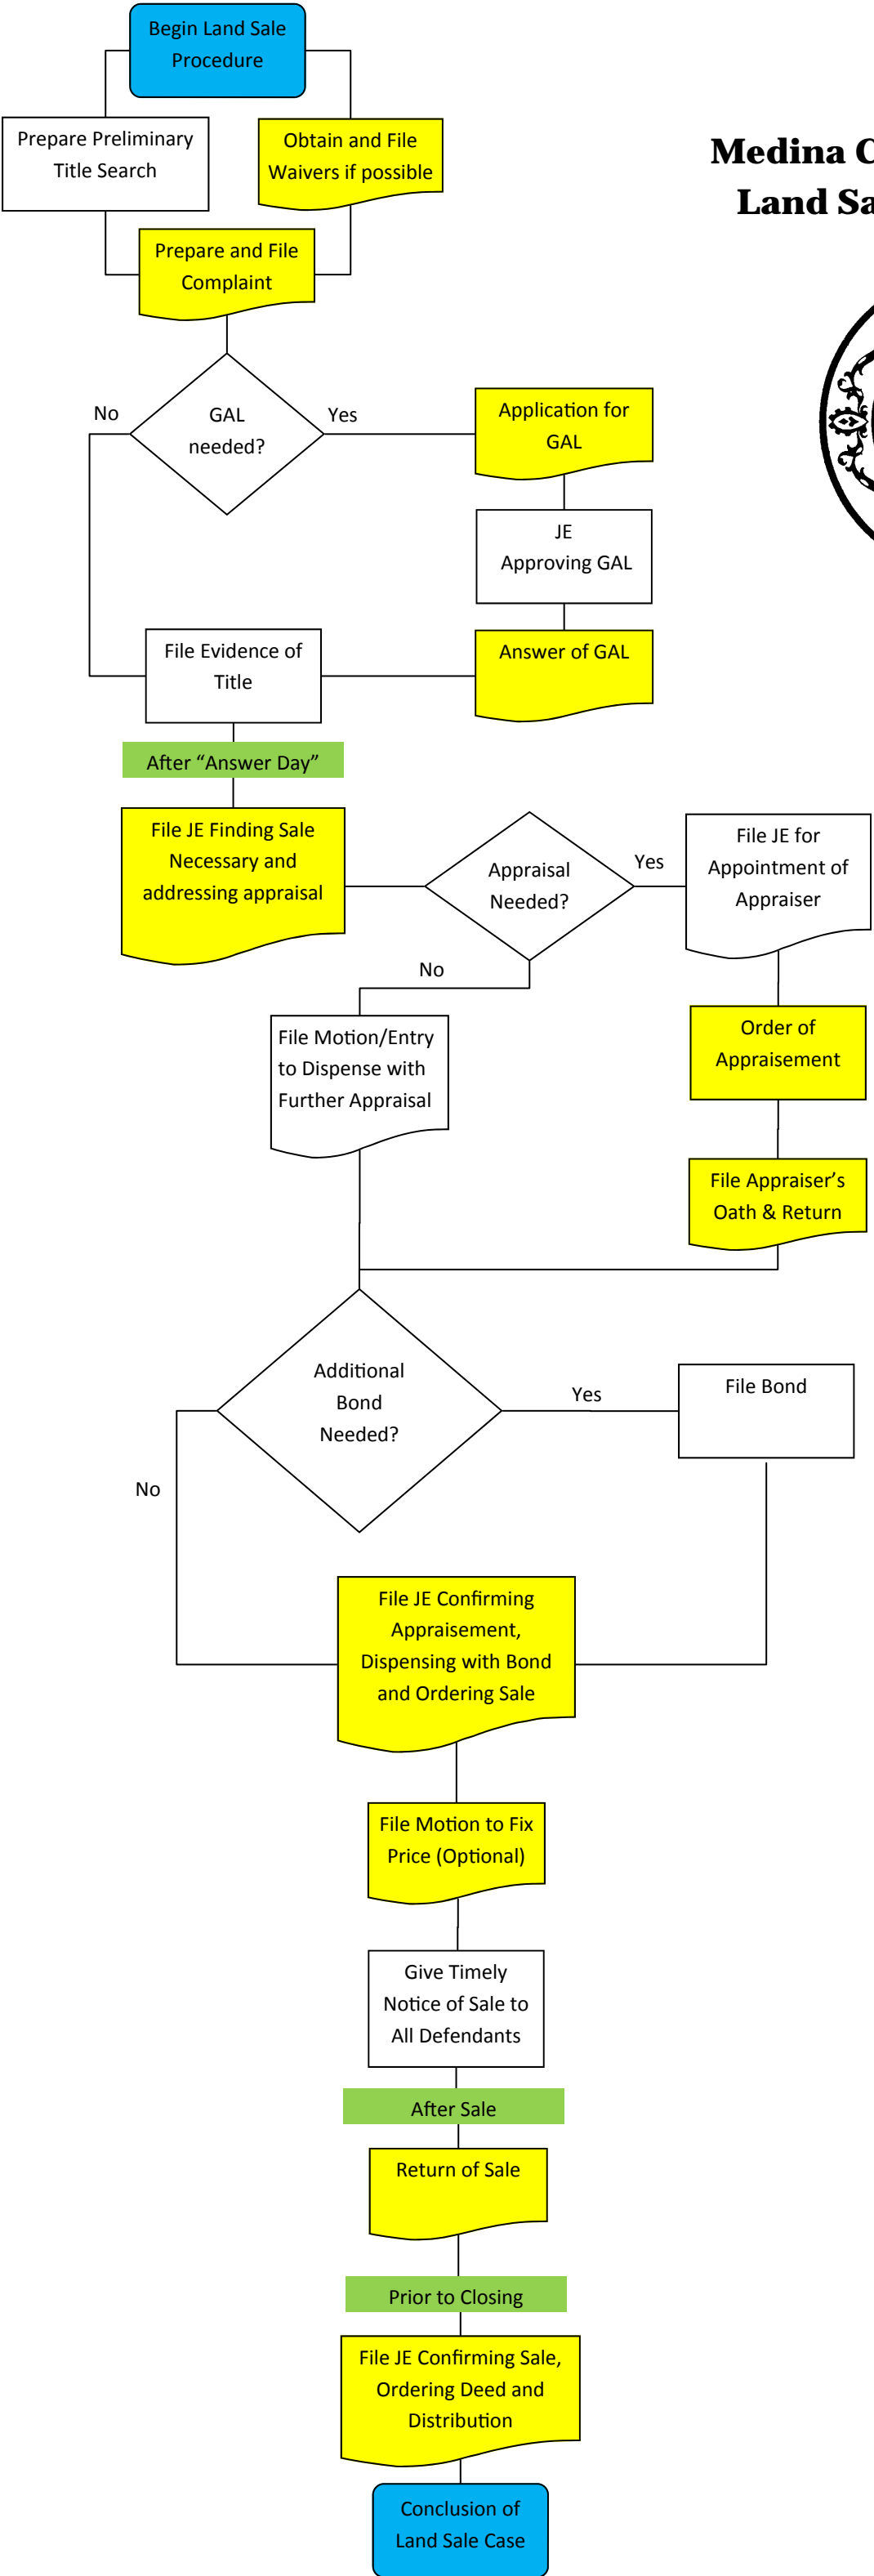 Begin Land Sale
Procedure
Medina C
Land Sa
Prepare Preliminary
Title Search
Obtain and File
Waivers if possible
Prepare and File
Complaint
No
GAL
needed?
Yes
Application for
GAL
JE
Approving GAL
File Evidence of
Title
Answer of GAL
After “Answer Day”
File JE Finding Sale
Necessary and
addressing appraisal
Appraisal
Needed?
Yes
File JE for
Appointment of
Appraiser
No
File Motion/Entry
to Dispense with
Further Appraisal
Order of
Appraisement
File Appraiser’s
Oath & Return
Additional
Bond
Needed?
Yes
File Bond
No
File JE Confirming
Appraisement,
Dispensing with Bond
and Ordering Sale
File Motion to Fix
Price (Optional)
Give Timely
Notice of Sale to
All Defendants
After Sale
Return of Sale
Prior to Closing
File JE Confirming Sale,
Ordering Deed and
Distribution
Conclusion of
Land Sale Case